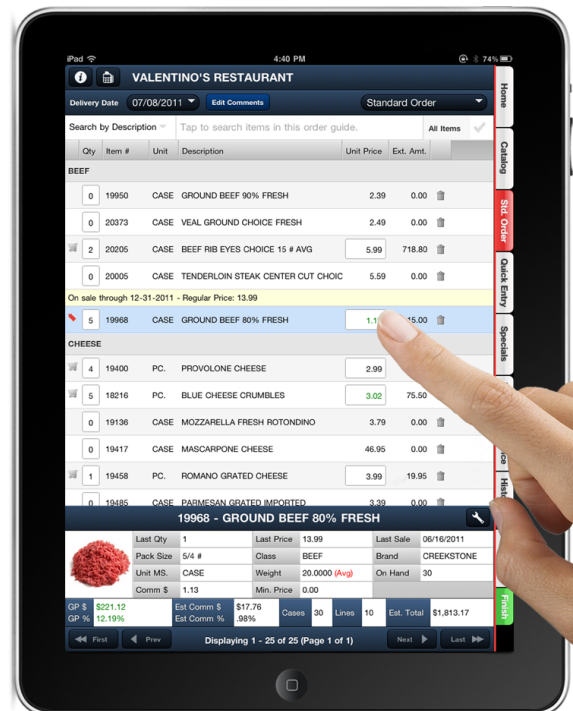 iPad 4:40 PM 74%
VALENTINO'S RESTAURANT
Delivery Date 07/08/2011 Edit Comments Standard Order
Search by Description Tap to search items in this order guide. All Items
Qty Item # Unit Description Unit Price Ext. Amt.
BEEF
0 19950 CASE GROUND BEEF 90% FRESH 2.39 0.00
0 20373 CASE VEAL GROUND CHOICE FRESH 2.49 0.00
2 20205 CASE BEEF RIB EYES CHOICE 15 # AVG 5.99 718.80
0 20005 CASE TENDERLOIN STEAK CENTER CUT CHOIC 5.59 0.00
On sale through 12-31-2011 - Regular Price: 13.99
5 19968 CASE GROUND BEEF 80% FRESH
CHEESE
4 19400 PC. PROVOLONE CHEESE 2.99
5 18216 PC. BLUE CHEESE CRUMBLES 3.02 75.50
0 19136 CASE MOZZARELLA FRESH ROTONDINO 3.79 0.00
0 19417 CASE MASCARPONE CHEESE 46.95 0.00
1 19458 PC. ROMANO GRATED CHEESE 3.99 19.95
0 19485 CASE PARMESAN GRATED IMPORTED 3.39 0.00
19968 - GROUND BEEF 80% FRESH
Last Qty 1 Last Price 13.99 Last Sale 06/16/2011
Pack Size 5/4 # Class BEEF Brand CREEKSTONE
Unit MS. CASE Weight 20.0000 (Avg) On Hand 30
Comm $ 1.13 Min. Price 0.00
GP $ $221.12 Est Comm $ $17.76
GP % 12.19% Est Comm % .98%
Cases 30 Lines 10 Est. Total $1,813.17
First Prev Displaying 1 - 25 of 25 (Page 1 of 1) Next Last
Home
Catalog
Std. Order
Quick Entry
Specials
Finish